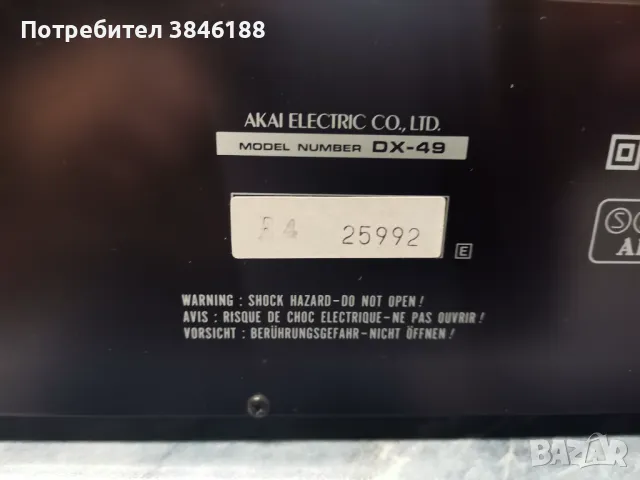 Потребител 3846188
AKAI ELECTRIC CO., LTD.
MODEL NUMBER DX-49
25992
E
WARNING : SHOCK HAZARD-DO NOT OPEN!
AVIS : RISQUE DE CHOC ELECTRIQUE-NE PAS OUVRIR!
VORSICHT : BERÜHRUNGSGEFAHR-NICHT ÖFFNEN!
BAZAR